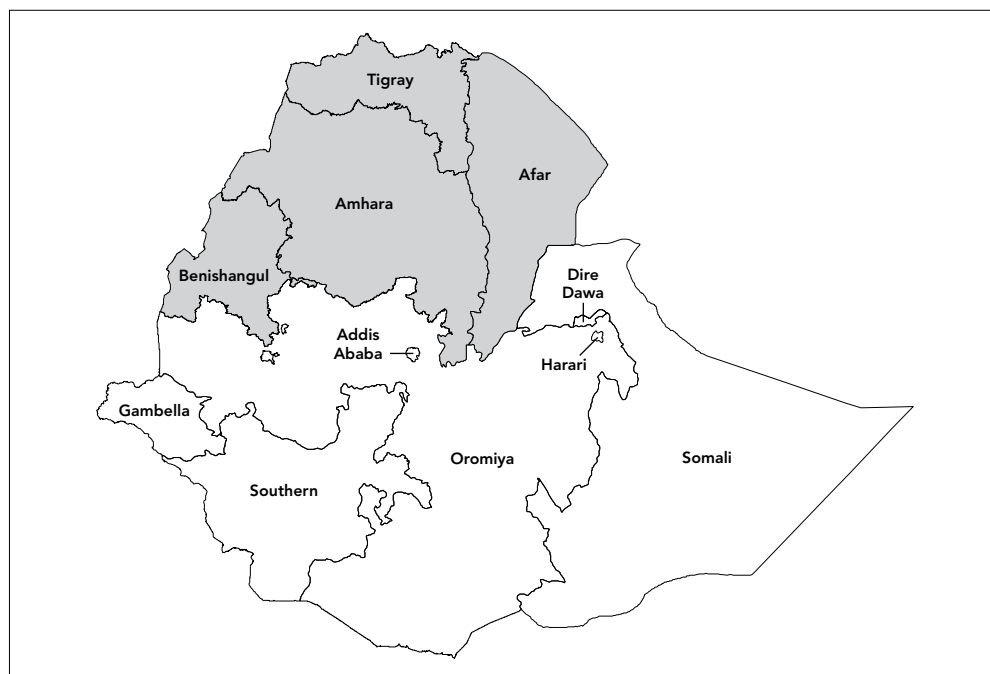 Tigray
Afar
Amhara
Benishangul
Dire
Dawa
Addis
Ababa
Harari
Gambella
Oromiya
Somali
Southern